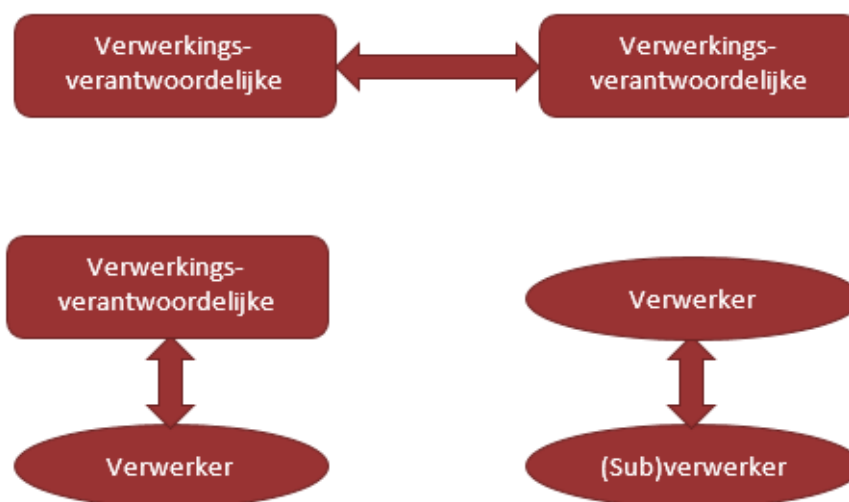 Verwerkings-
verantwoordelijke
Verwerkings-
verantwoordelijke
Verwerkings-
verantwoordelijke
Verwerker
Verwerker
(Sub)verwerker